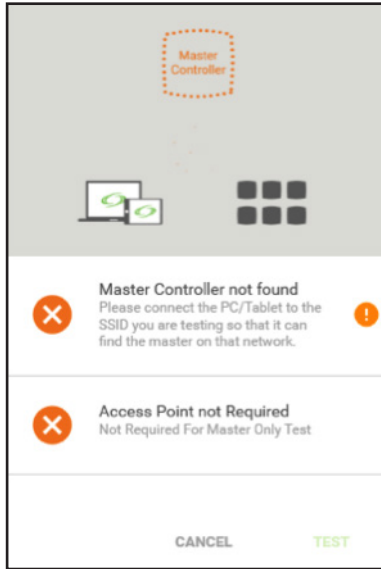 Master
Controller
Master Controller not found
Please connect the PC/Tablet to the
SSID you are testing so that it can
find the master on that network.
Access Point not Required
Not Required For Master Only Test
CANCEL TEST